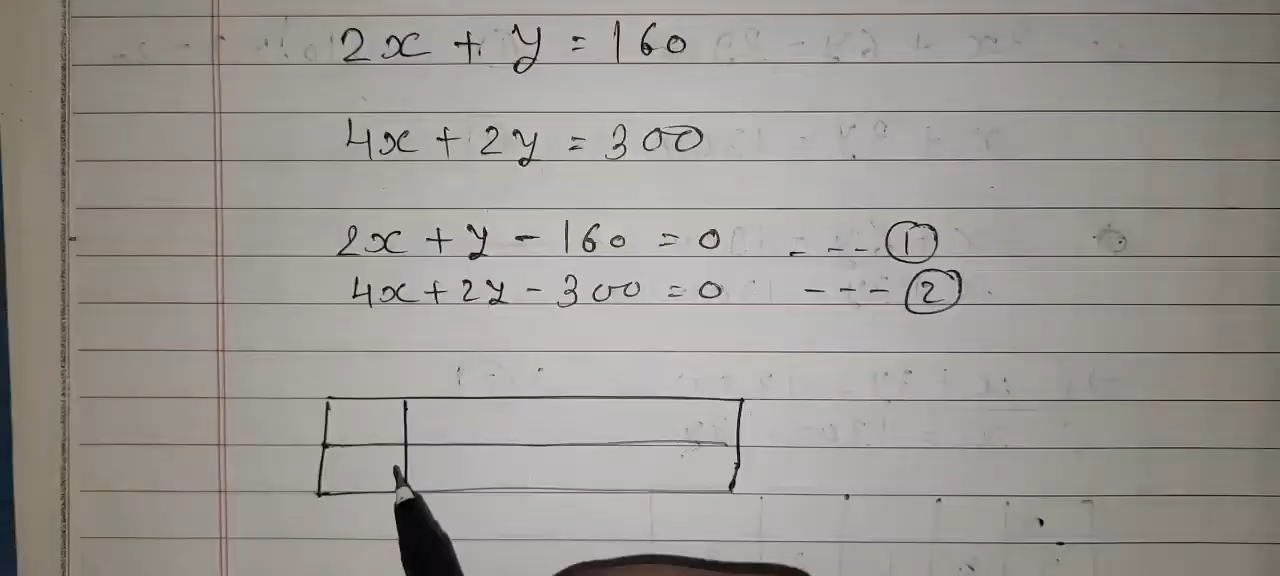 2x + y = 160
4x + 2y = 300
2x + y - 160 = 0 - - - ①
4x + 2y - 300 = 0 - - - ②